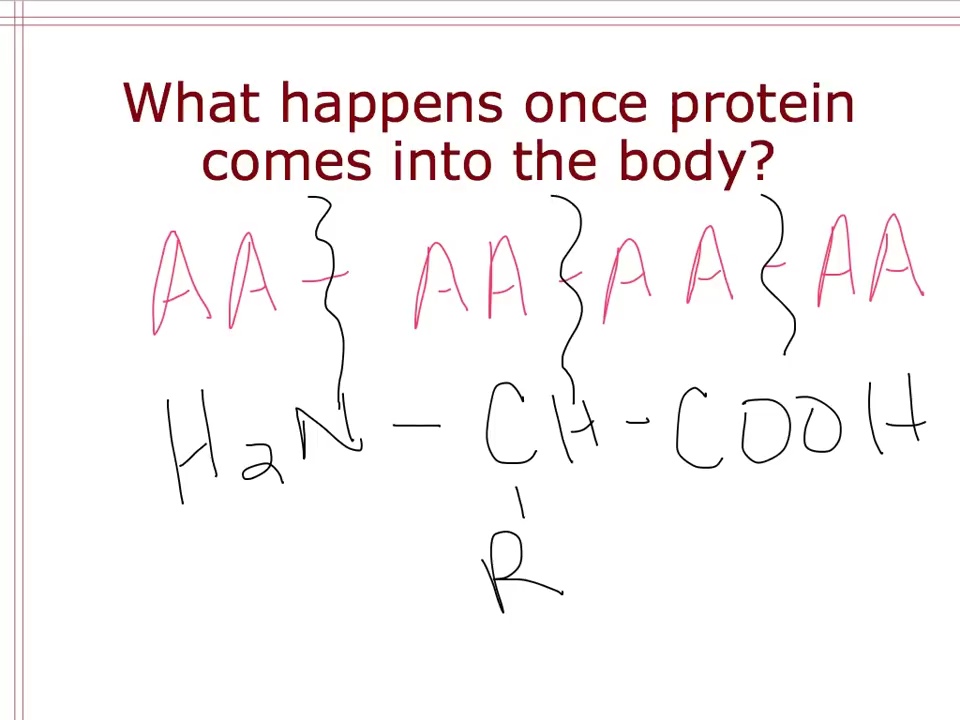 What happens once protein
comes into the body?
AA - AA - AA - AA
H2N - CH - COOH
R